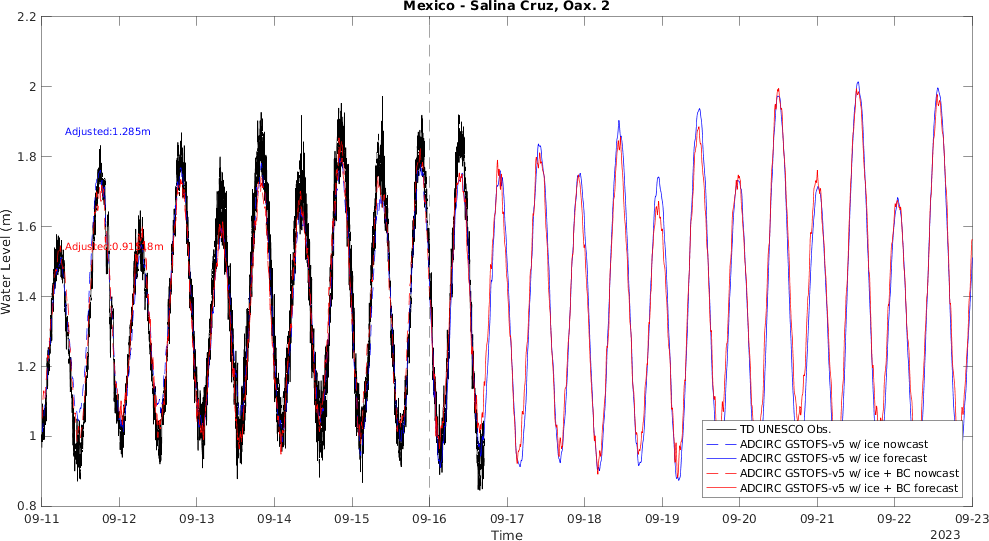 Mexico - Salina Cruz, Oax. 2
2.2
2
1.8
1.6
1.4
1.2
1
0.8
Water Level (m)
Adjusted:1.285m
Adjusted:0.91
8m
TD UNESCO Obs.
ADCIRC GSTOFS-v5 w/ ice nowcast
ADCIRC GSTOFS-v5 w/ ice forecast
ADCIRC GSTOFS-v5 w/ ice + BC nowcast
ADCIRC GSTOFS-v5 w/ ice + BC forecast
09-11 09-12 09-13 09-14 09-15 09-16 09-17 09-18 09-19 09-20 09-21 09-22 09-23
Time
2023